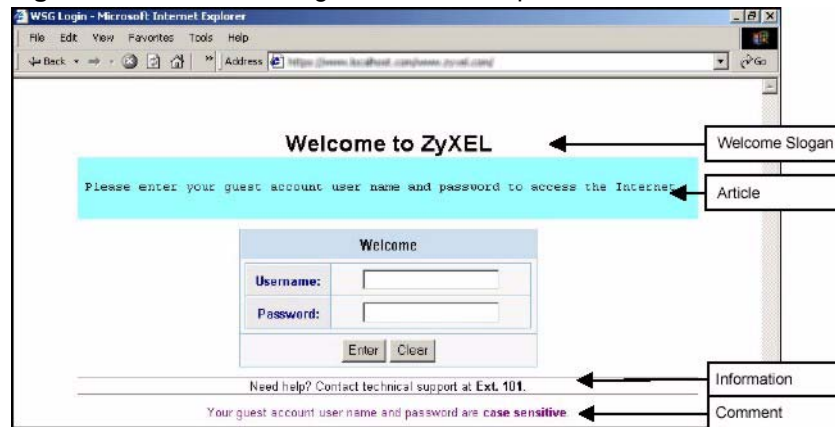 WSG Login - Microsoft Internet Explorer
File Edit View Favorites Tools Help
Back » Address Go
Welcome to ZyXEL
Welcome Slogan
Please enter your guest account user name and password to access the Internet
Article
Welcome
Username:
Password:
Enter Clear
Need help? Contact technical support at Ext. 101.
Information
Your guest account user name and password are case sensitive.
Comment